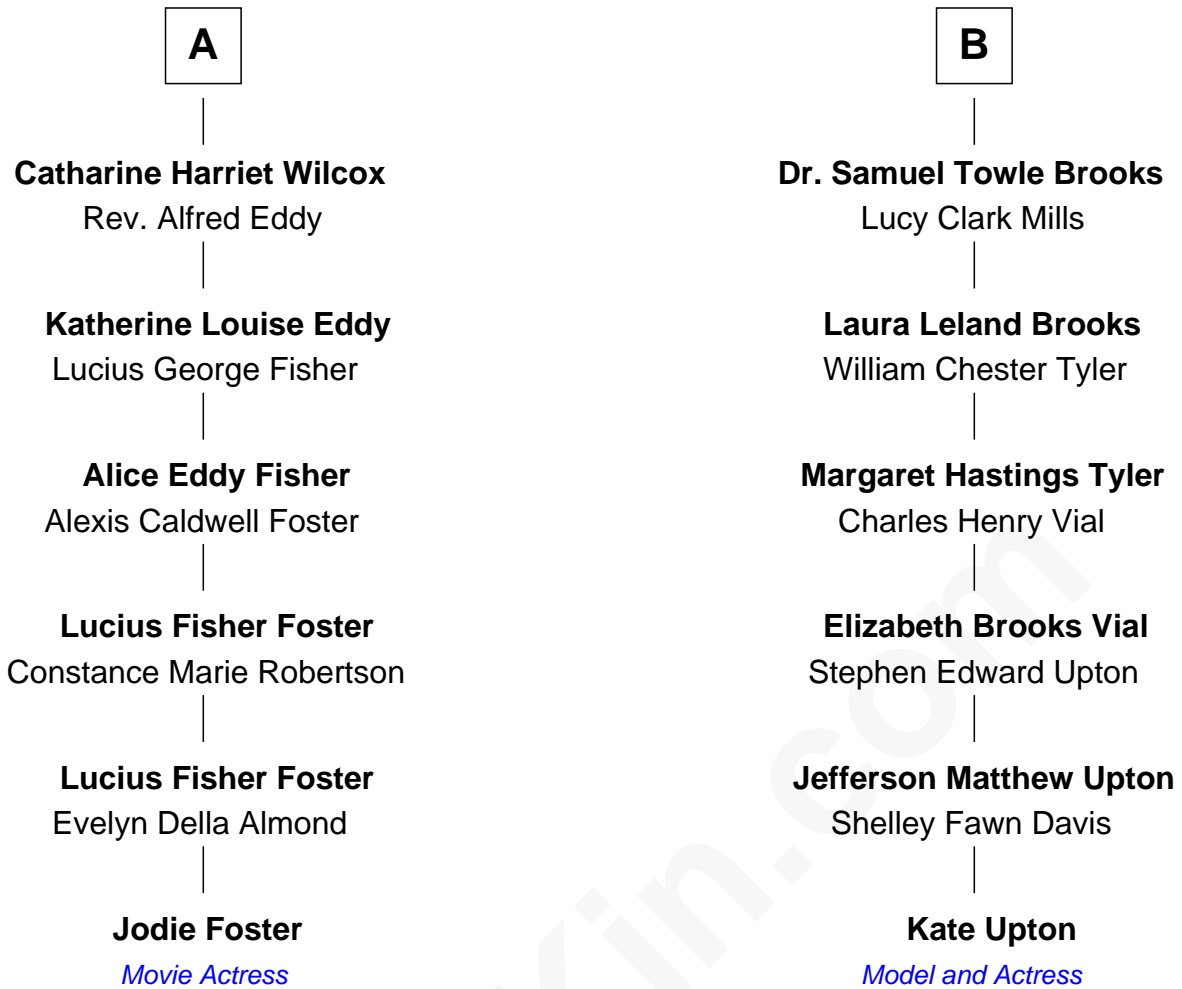 A
Catharine Harriet Wilcox
Rev. Alfred Eddy
Katherine Louise Eddy
Lucius George Fisher
Alice Eddy Fisher
Alexis Caldwell Foster
Lucius Fisher Foster
Constance Marie Robertson
Lucius Fisher Foster
Evelyn Della Almond
Jodie Foster
Movie Actress
B
Dr. Samuel Towle Brooks
Lucy Clark Mills
Laura Leland Brooks
William Chester Tyler
Margaret Hastings Tyler
Charles Henry Vial
Elizabeth Brooks Vial
Stephen Edward Upton
Jefferson Matthew Upton
Shelley Fawn Davis
Kate Upton
Model and Actress
Kin.com